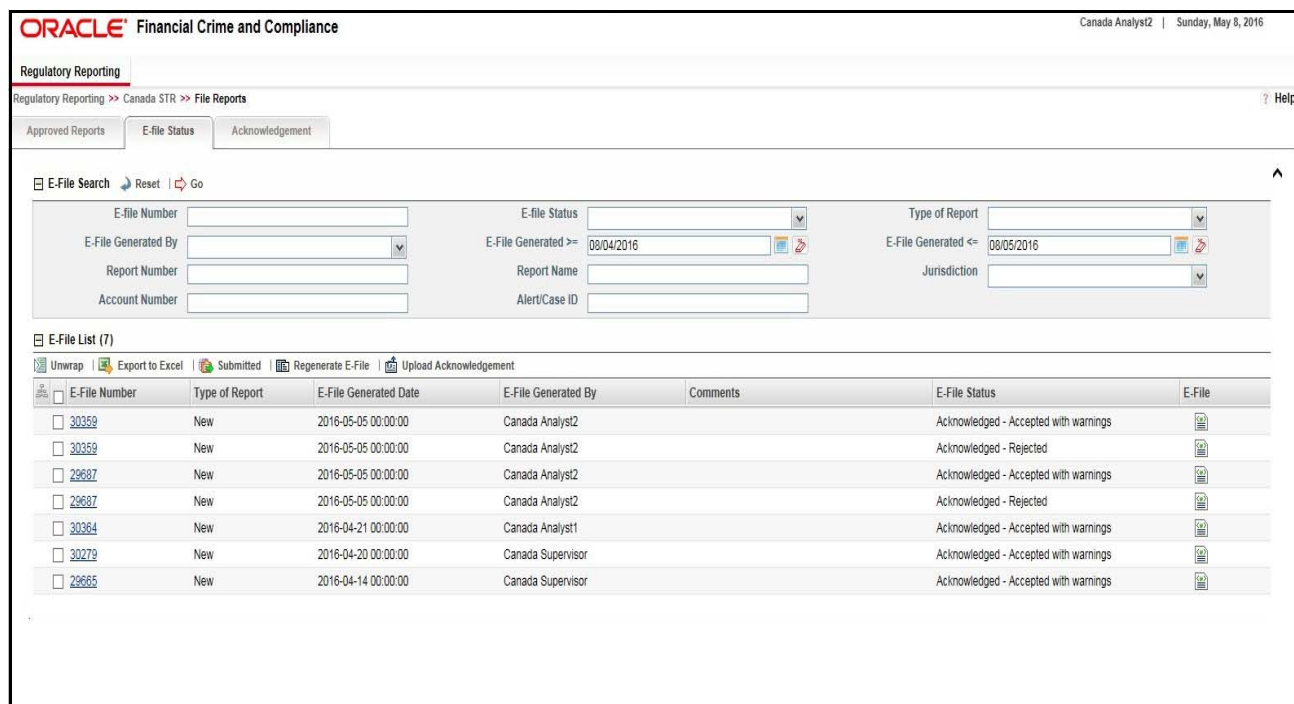 ORACLE® Financial Crime and Compliance
Canada Analyst2 | Sunday, May 8, 2016
Regulatory Reporting
Regulatory Reporting >> Canada STR >> File Reports
? Help
Approved Reports E-file Status Acknowledgement
E-File Search Reset | Go
E-file Number E-file Status Type of Report
E-File Generated By E-File Generated >= 08/04/2016 E-File Generated <= 08/05/2016
Report Number Report Name Jurisdiction
Account Number Alert/Case ID
E-File List (7)
Unwrap | Export to Excel | Submitted | Regenerate E-File | Upload Acknowledgement
E-File Number Type of Report E-File Generated Date E-File Generated By Comments E-File Status E-File
30359 New 2016-05-05 00:00:00 Canada Analyst2 Acknowledged - Accepted with warnings
30359 New 2016-05-05 00:00:00 Canada Analyst2 Acknowledged - Rejected
29687 New 2016-05-05 00:00:00 Canada Analyst2 Acknowledged - Accepted with warnings
29687 New 2016-05-05 00:00:00 Canada Analyst2 Acknowledged - Rejected
30364 New 2016-04-21 00:00:00 Canada Analyst1 Acknowledged - Accepted with warnings
30279 New 2016-04-20 00:00:00 Canada Supervisor Acknowledged - Accepted with warnings
29665 New 2016-04-14 00:00:00 Canada Supervisor Acknowledged - Accepted with warnings